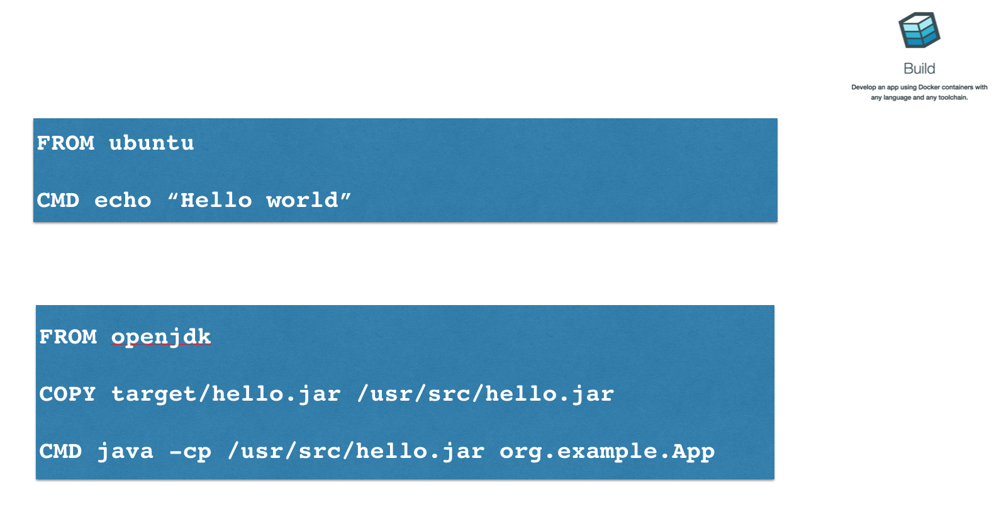 Build
Develop an app using Docker containers with
any language and any toolchain.
FROM ubuntu
CMD echo “Hello world”
FROM openjdk
COPY target/hello.jar /usr/src/hello.jar
CMD java -cp /usr/src/hello.jar org.example.App